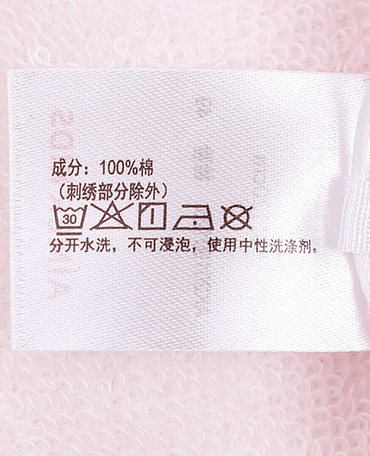 成分：100%棉
（刺绣部分除外）
30
分开水洗，不可浸泡，使用中性洗涤剂。